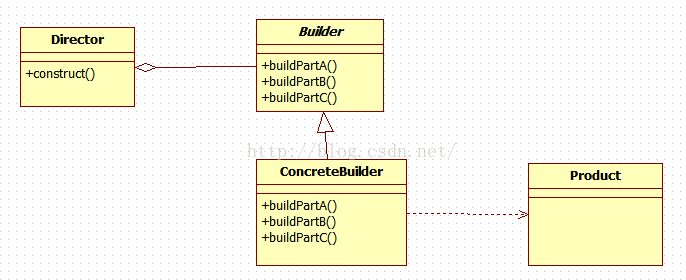 Director
+construct()
Builder
+buildPartA()
+buildPartB()
+buildPartC()
http://blog.csdn.net/
ConcreteBuilder
+buildPartA()
+buildPartB()
+buildPartC()
Product